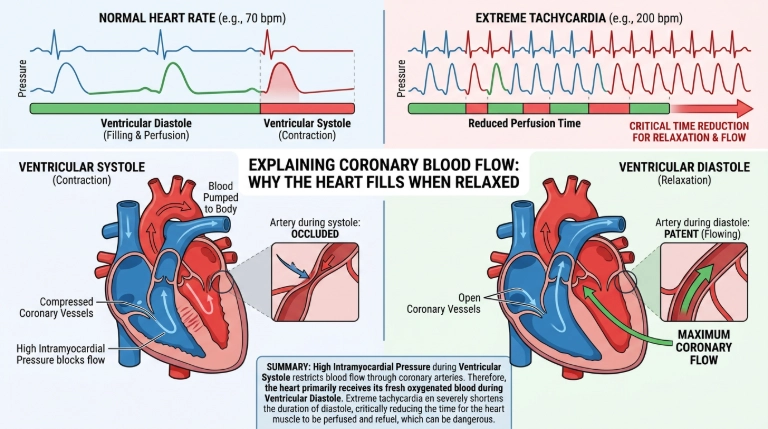 NORMAL HEART RATE (e.g., 70 bpm)
Pressure
Ventricular Diastole
(Filling & Perfusion)
Ventricular Systole
(Contraction)
EXTREME TACHYCARDIA (e.g., 200 bpm)
Pressure
Reduced Perfusion Time
CRITICAL TIME REDUCTION
FOR RELAXATION & FLOW
EXPLAINING CORONARY BLOOD FLOW:
WHY THE HEART FILLS WHEN RELAXED
VENTRICULAR SYSTOLE
(Contraction)
Blood
Pumped
to Body
Artery during systole:
OCCLUDED
Compressed
Coronary Vessels
High Intramyocardial
Pressure blocks flow
VENTRICULAR DIASTOLE
(Relaxation)
Artery during diastole:
PATENT (Flowing)
Open
Coronary Vessels
MAXIMUM
CORONARY
FLOW
SUMMARY: High Intramyocardial Pressure during Ventricular
Systole restricts blood flow through coronary arteries. Therefore,
the heart primarily receives its fresh oxygenated blood during
Ventricular Diastole. Extreme tachycardia en severely shortens
the duration of diastole, critically reducing the time for the heart
muscle to be perfused and refuel, which can be dangerous.